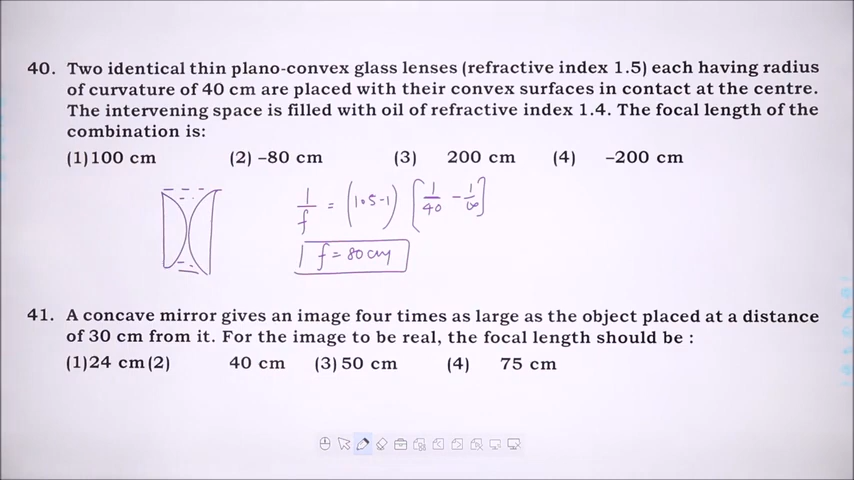 40. Two identical thin plano-convex glass lenses (refractive index 1.5) each having radius
of curvature of 40 cm are placed with their convex surfaces in contact at the centre.
The intervening space is filled with oil of refractive index 1.4. The focal length of the
combination is:
(1)100 cm (2) –80 cm (3) 200 cm (4) –200 cm
1/f = (1.5-1) [1/40 - 1/∞]
f = 80 cm
41. A concave mirror gives an image four times as large as the object placed at a distance
of 30 cm from it. For the image to be real, the focal length should be :
(1)24 cm(2) 40 cm (3) 50 cm (4) 75 cm